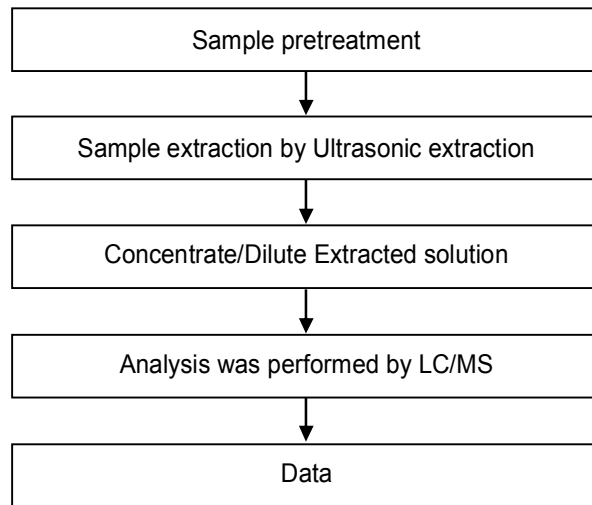 Sample pretreatment
Sample extraction by Ultrasonic extraction
Concentrate/Dilute Extracted solution
Analysis was performed by LC/MS
Data